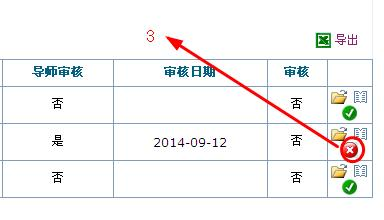 3
导出
导师审核 审核日期 审核
否 否
是 2014-09-12 否
否 否